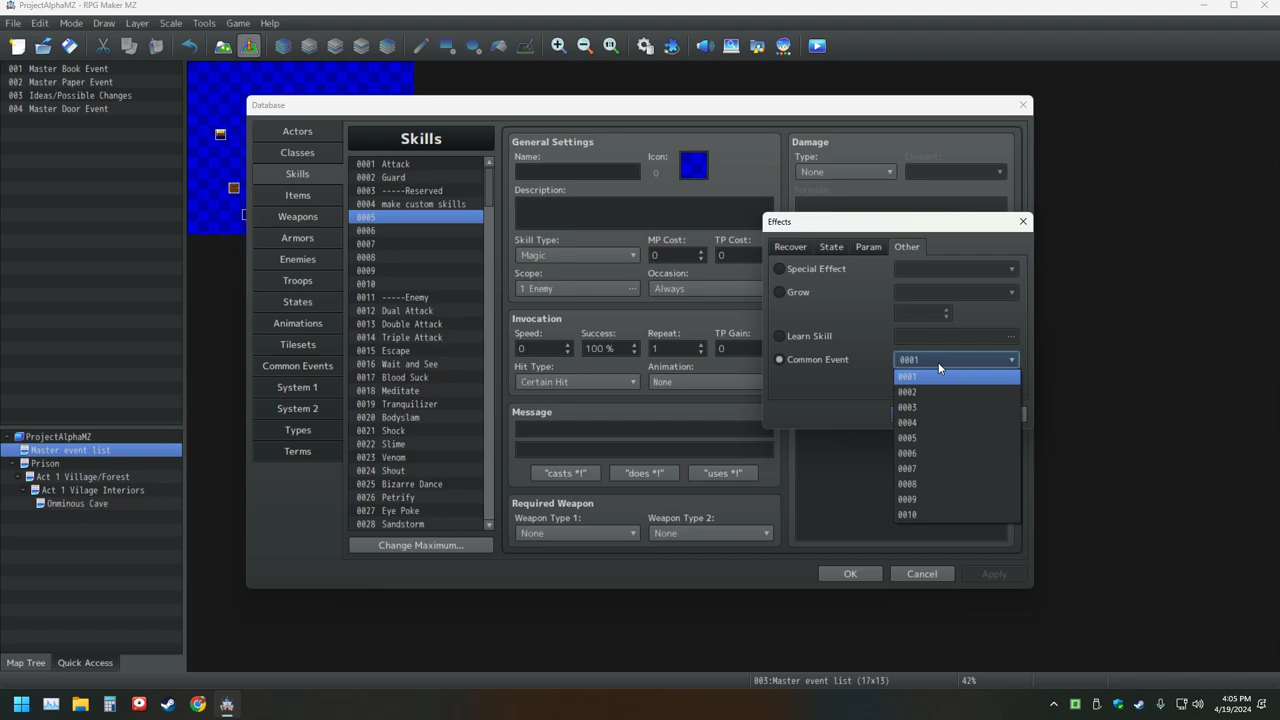 ProjectAlphaMZ - RPG Maker MZ
File Edit Mode Draw Layer Scale Tools Game Help
001 Master Book Event
002 Master Paper Event
003 Ideas/Possible Changes
004 Master Door Event
ProjectAlphaMZ
Master event list
Prison
Act 1 Village/Forest
Act 1 Vilage Interiors
Onminous Cave
Map Tree Quick Access
Database
Actors
Classes
Skills
Items
Weapons
Armors
Enemies
Troops
States
Animations
Tilesets
Common Events
System 1
System 2
Types
Terms
Skills
0001 Attack
0002 Guard
0003 -----Reserved
0004 make custom skills
0005
0006
0007
0008
0009
0010
0011 -----Enemy
0012 Dual Attack
0013 Double Attack
0014 Triple Attack
0015 Escape
0016 Wait and See
0017 Blood Suck
0018 Meditate
0019 Tranquilizer
0020 Bodyslam
0021 Shock
0022 Slime
0023 Venom
0024 Shout
0025 Bizarre Dance
0026 Petrify
0027 Eye Poke
0028 Sandstorm
Change Maximum...
General Settings
Name: Icon:
0
Description:
Skill Type: MP Cost: TP Cost:
Magic 0 0
Scope: Occasion:
1 Enemy ... Always
Invocation
Speed: Success: Repeat: TP Gain:
0 100 % 1 0
Hit Type: Animation:
Certain Hit None
Message
"casts *!" "does *!" "uses *!"
Required Weapon
Weapon Type 1: Weapon Type 2:
None None
Damage
Type: Element:
None
Formula:
Effects
Recover State Param Other
Special Effect
Grow
Learn Skill ...
Common Event 0001
0001
0002
0003
0004
0005
0006
0007
0008
0009
0010
OK Cancel Apply
003:Master event list (17x13) 42%
4:05 PM
4/19/2024